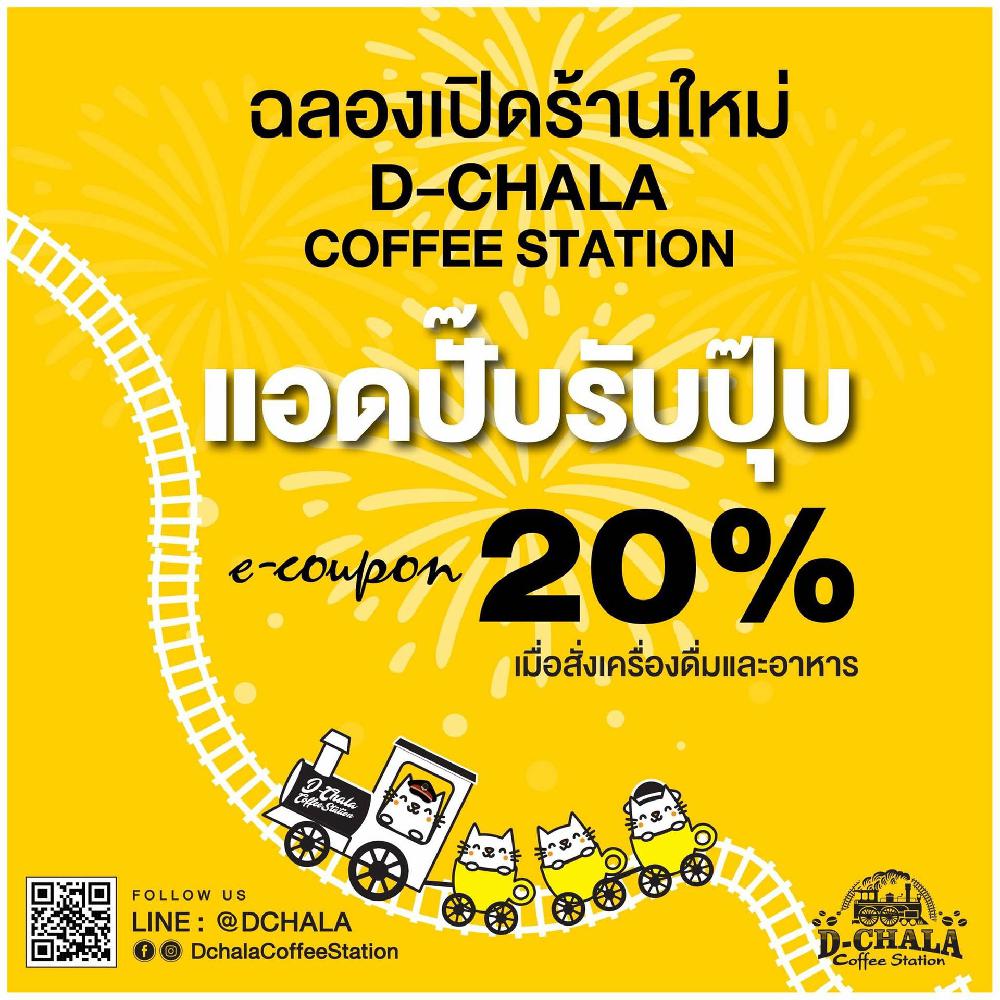 ฉลองเปิดร้านใหม่
D-CHALA
COFFEE STATION
แอดปั๊บรับปุ๊บ
e-coupon 20%
เมื่อสั่งเครื่องดื่มและอาหาร
D-Chala
Coffee Station
FOLLOW US
LINE : @DCHALA
DchalaCoffeeStation
D-CHALA
Coffee Station